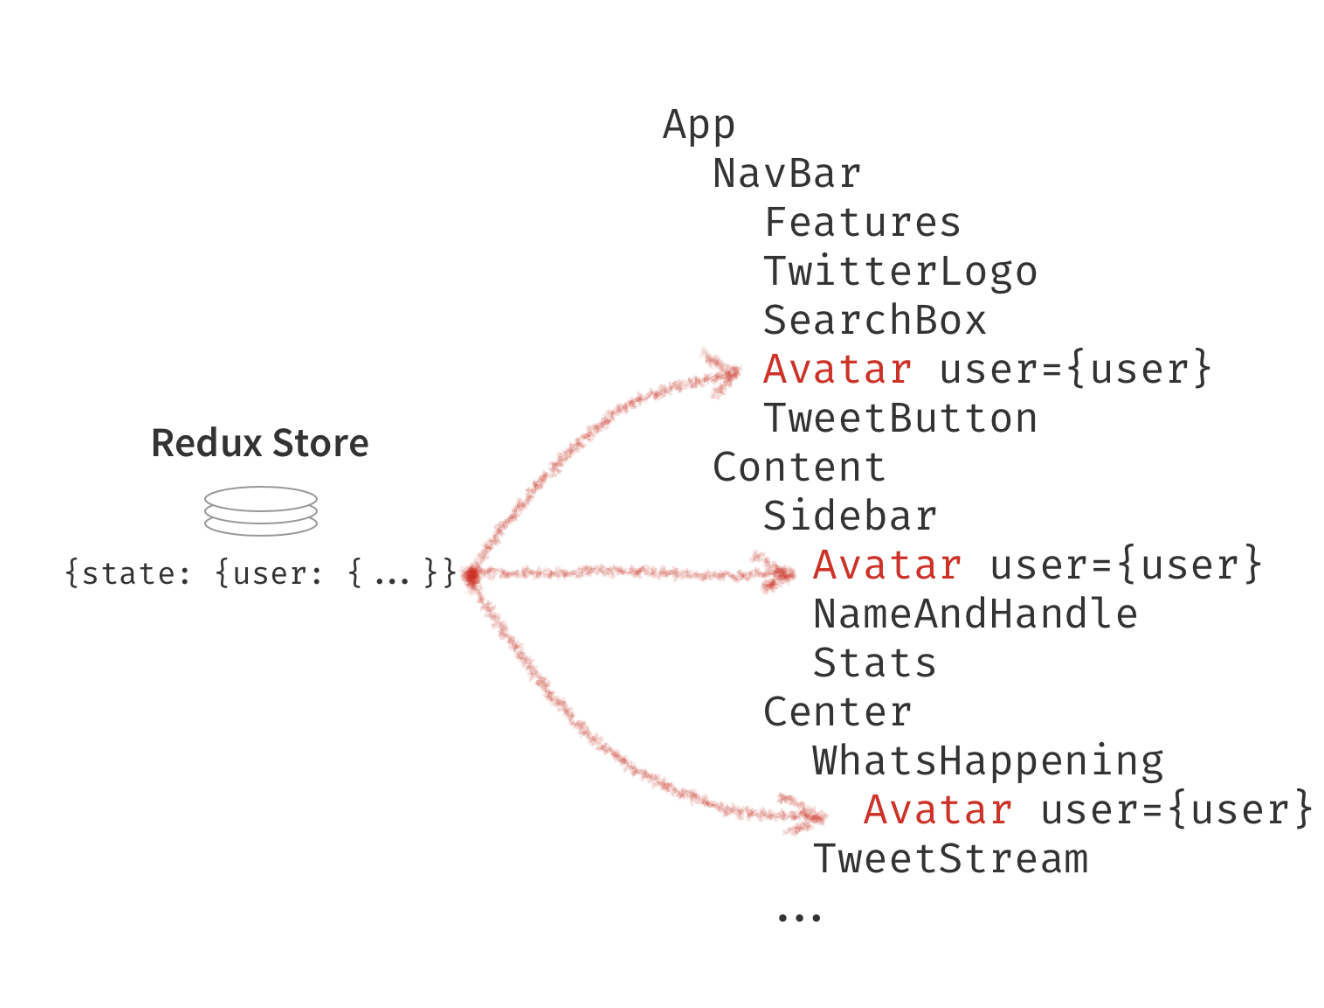 App
NavBar
Features
TwitterLogo
SearchBox
Avatar user={user}
TweetButton
Content
Sidebar
Avatar user={user}
NameAndHandle
Stats
Center
WhatsHappening
Avatar user={user}
TweetStream
...
Redux Store
{state: {user: {...}}